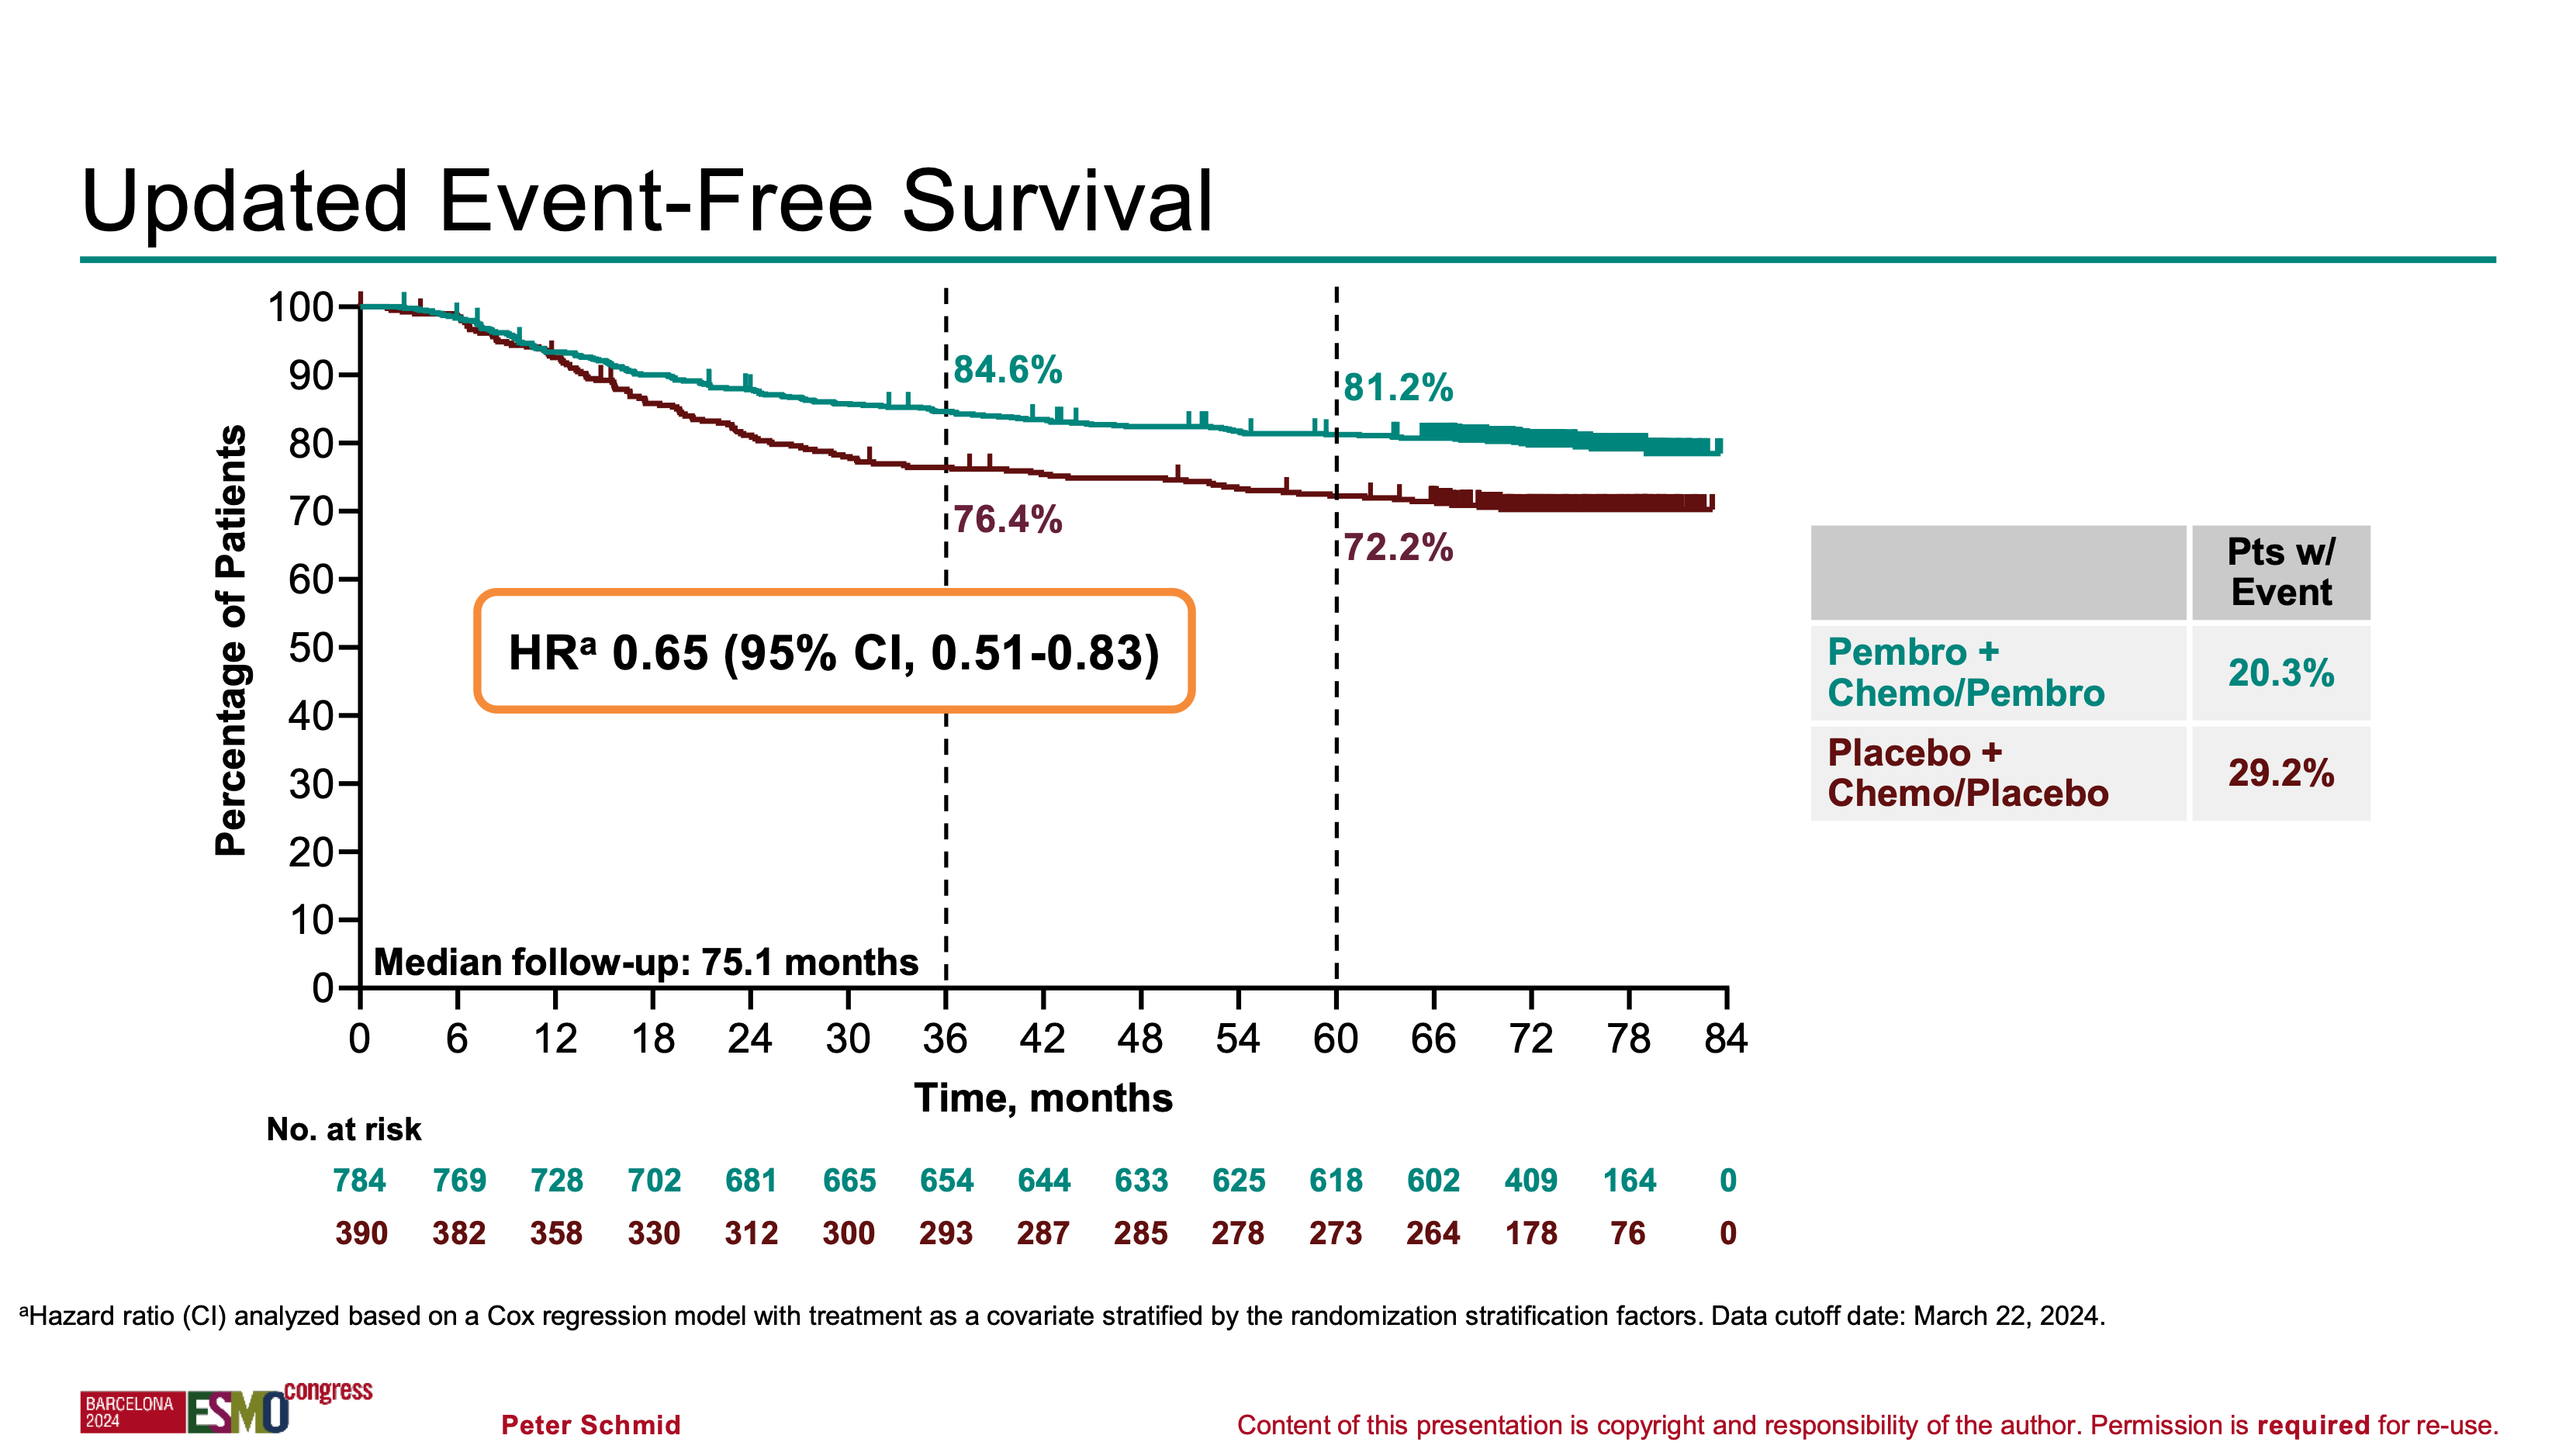 Updated Event-Free Survival
100
90
80
70
60
50
40
30
20
10
0
Percentage of Patients
84.6%
76.4%
81.2%
72.2%
HRᵃ 0.65 (95% CI, 0.51-0.83)
Median follow-up: 75.1 months
0 6 12 18 24 30 36 42 48 54 60 66 72 78 84
Time, months
Pts w/
Event
Pembro +
Chemo/Pembro
20.3%
Placebo +
Chemo/Placebo
29.2%
No. at risk
784 769 728 702 681 665 654 644 633 625 618 602 409 164 0
390 382 358 330 312 300 293 287 285 278 273 264 178 76 0
ᵃHazard ratio (CI) analyzed based on a Cox regression model with treatment as a covariate stratified by the randomization stratification factors. Data cutoff date: March 22, 2024.
BARCELONA
2024
ESMO congress
Peter Schmid
Content of this presentation is copyright and responsibility of the author. Permission is required for re-use.